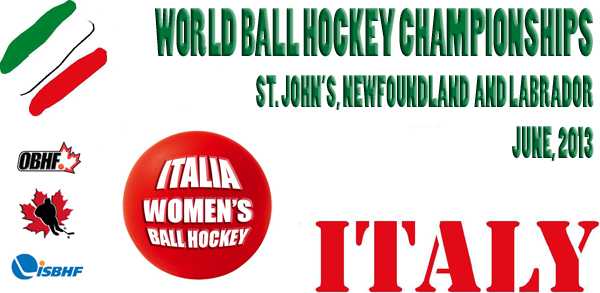 WORLD BALL HOCKEY CHAMPIONSHIPS
ST. JOHN'S, NEWFOUNDLAND AND LABRADOR
JUNE, 2013
OBHF
ITALIA
WOMEN'S
BALL HOCKEY
ISBHF
ITALY